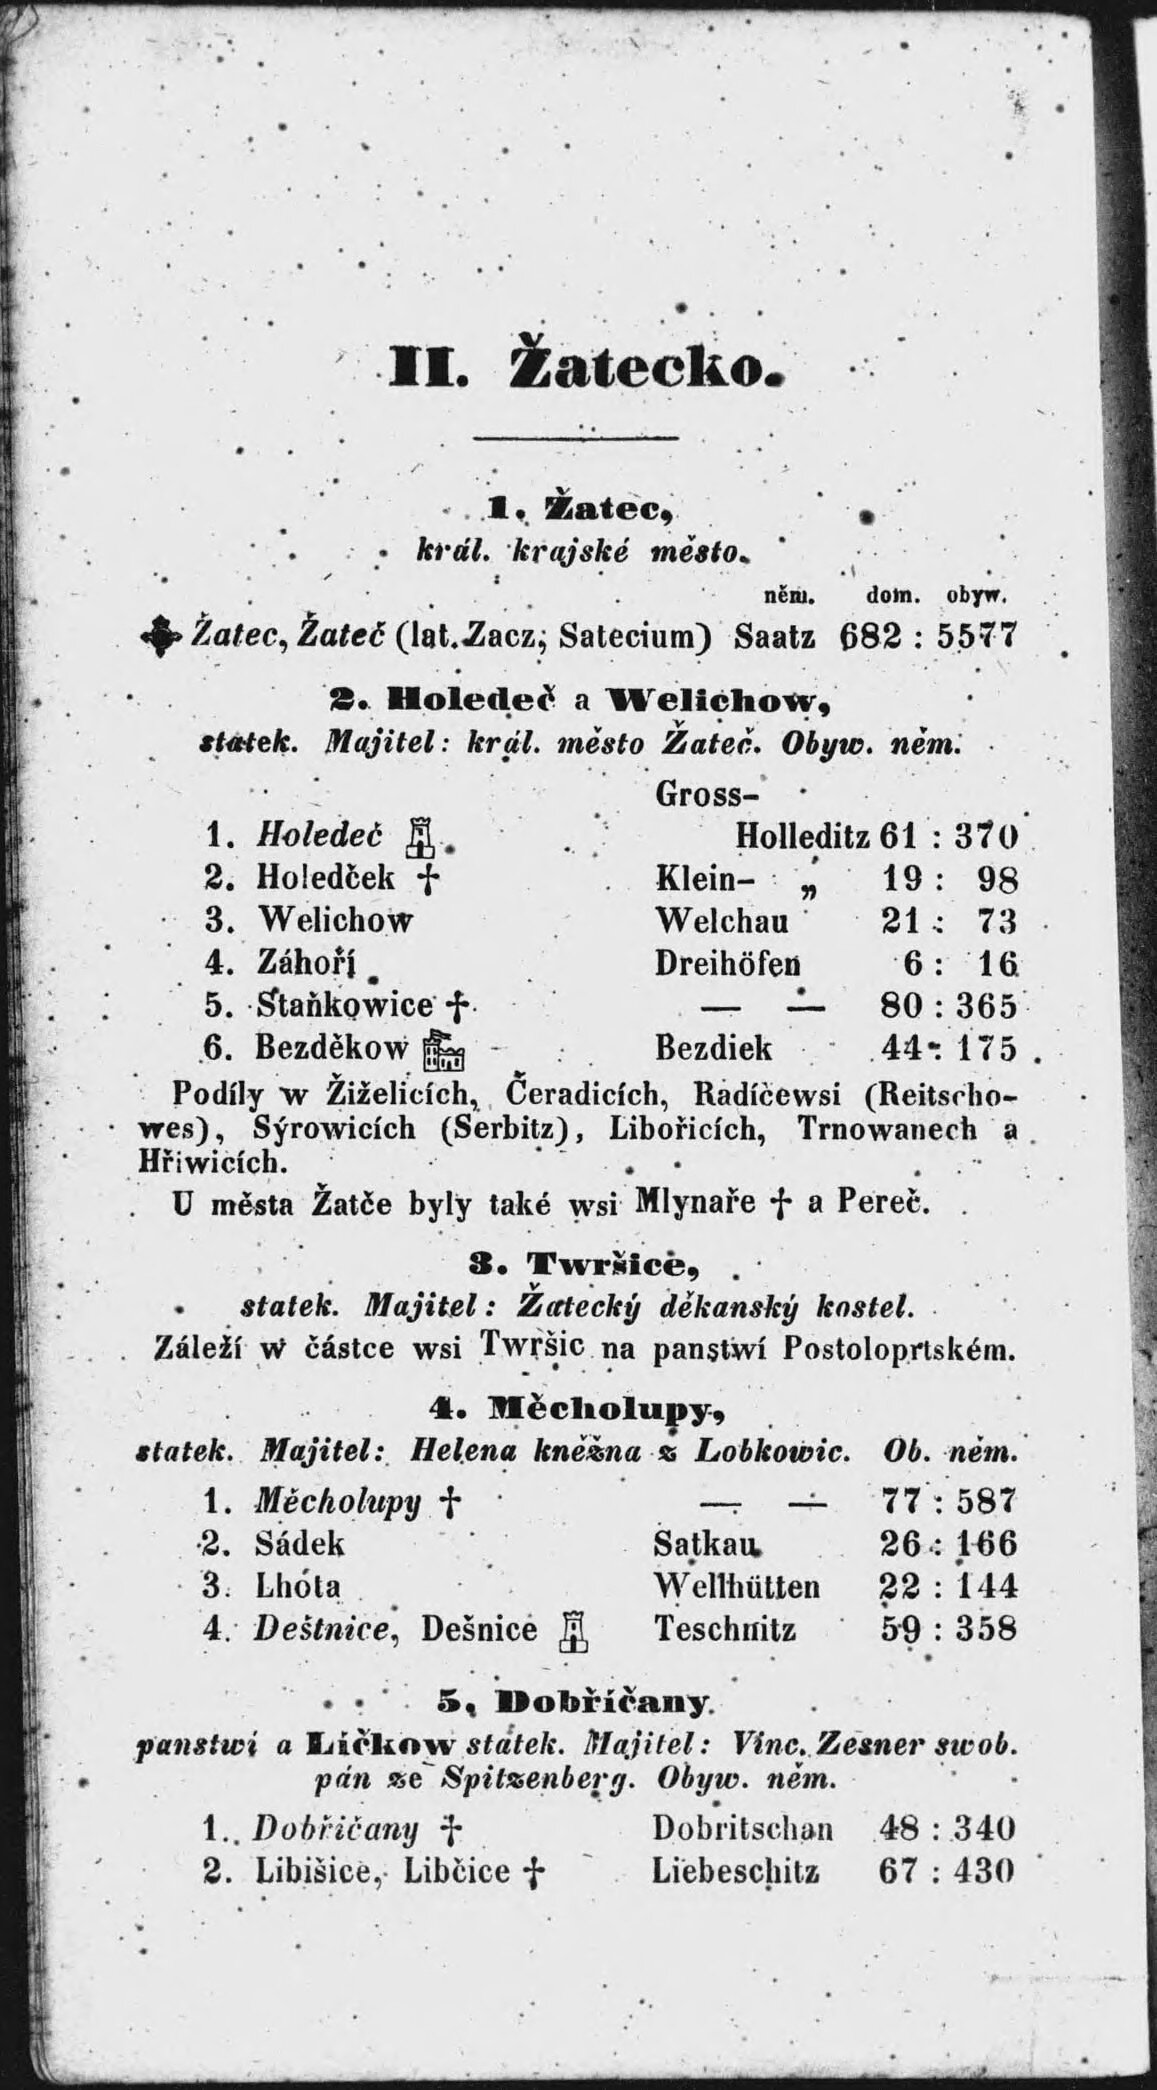 II. Žatecko.
1. Žatec,
král. krajské město.
něm. dom. obyw.
Žatec, Žateč (lat. Zacz, Satecium) Saatz 682 : 5577
2. Holedeč a Welichow,
statek. Majitel: král. město Žateč. Obyw. něm.
Gross-
1. Holedeč Holleditz 61 : 370
2. Holedček † Klein- „ 19 : 98
3. Welichow Welchau 21 : 73
4. Záhoří Dreihöfen 6 : 16
5. Staňkowice † — — 80 : 365
6. Bezděkow Bezdiek 44 : 175
Podíly w Žiželicích, Čeradicích, Radíčewsi (Reitscho-
wes), Sýrowicích (Serbitz), Libořicích, Trnowanech a
Hřiwicích.
U města Žatče byly také wsi Mlynaře † a Pereč.
3. Twršice,
statek. Majitel: Žatecký děkanský kostel.
Záleží w částce wsi Twršic na panstwí Postoloprtském.
4. Měcholupy,
statek. Majitel: Helena kněžna z Lobkowic. Ob. něm.
1. Měcholupy † — — 77 : 587
2. Sádek Satkau 26 : 166
3. Lhóta Wellhütten 22 : 144
4. Deštnice, Dešnice Teschnitz 59 : 358
5. Dobříčany
panstwí a Líčkow statek. Majitel: Vinc. Zesner swob.
pán ze Spitzenberg. Obyw. něm.
1. Dobřičany † Dobritschan 48 : 340
2. Libišice, Libčice † Liebeschitz 67 : 430